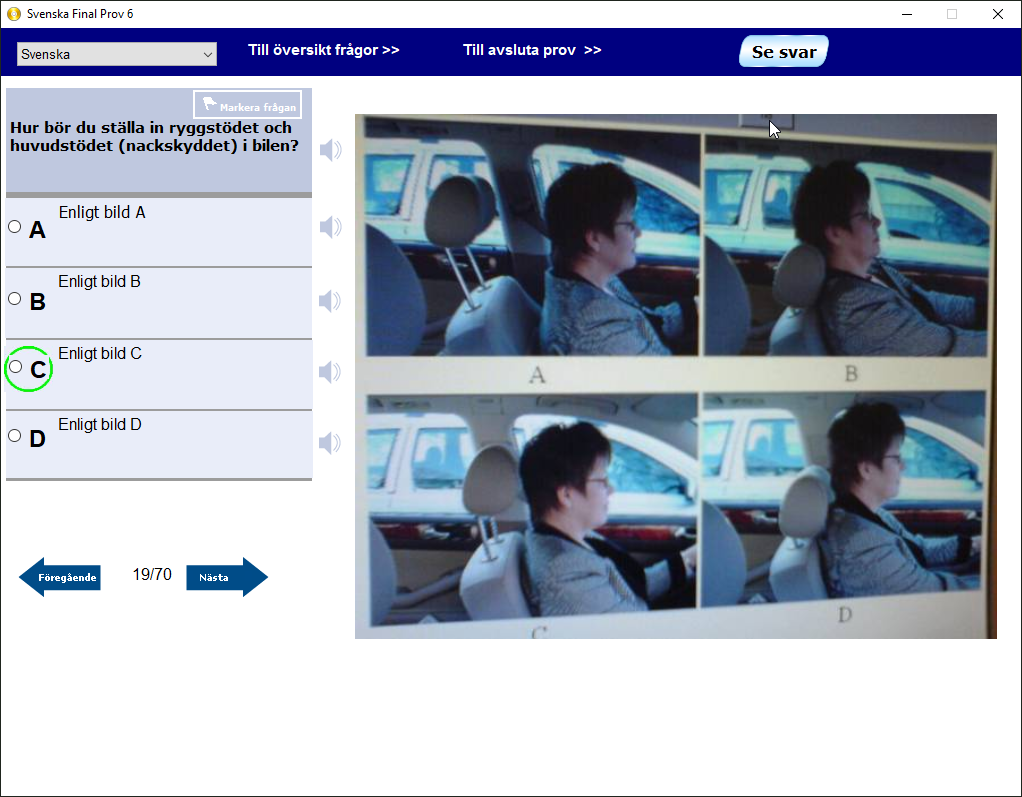 Svenska Final Prov 6
Svenska
Till översikt frågor >>
Till avsluta prov >>
Se svar
Markera frågan
Hur bör du ställa in ryggstödet och
huvudstödet (nackskyddet) i bilen?
A
Enligt bild A
B
Enligt bild B
C
Enligt bild C
D
Enligt bild D
Föregående
19/70
Nästa
A
B
C
D